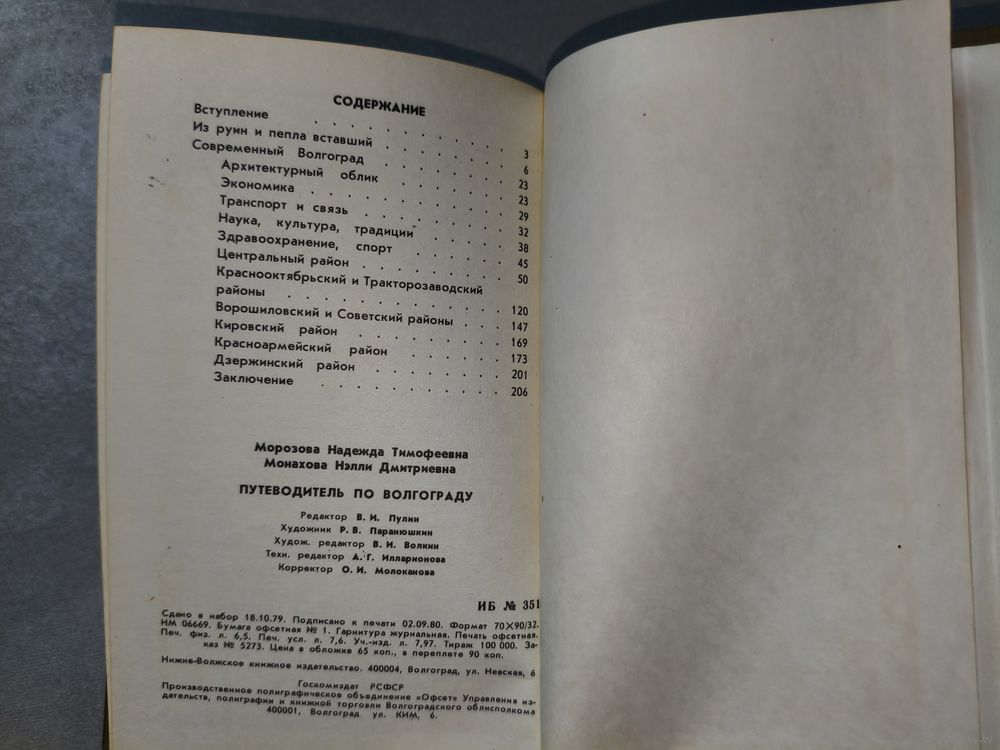 СОДЕРЖАНИЕ
Вступление . . . . . . . . . . 3
Из руин и пепла вставший . . . . . . . 6
Современный Волгоград . . . . . . . 23
Архитектурный облик . . . . . . 23
Экономика . . . . . . . . . 29
Транспорт и связь . . . . . . . . 32
Наука, культура, традиции . . . . . 38
Здравоохранение, спорт . . . . . . 45
Центральный район . . . . . . . . 50
Краснооктябрьский и Тракторозаводский
районы . . . . . . . . . . 120
Ворошиловский и Советский районы . . . 147
Кировский район . . . . . . . . 169
Красноармейский район . . . . . . 173
Дзержинский район . . . . . . . 201
Заключение . . . . . . . . . 206
Морозова Надежда Тимофеевна
Монахова Нэлли Дмитриевна
ПУТЕВОДИТЕЛЬ ПО ВОЛГОГРАДУ
Редактор В. И. Пулин
Художник Р. В. Паранюшкин
Худож. редактор В. И. Волкин
Техн. редактор А. Г. Илларионова
Корректор О. И. Молоканова
ИБ № 351
Сдано в набор 18.10.79. Подписано к печати 02.09.80. Формат 70×90/32.
НМ 06669. Бумага офсетная № 1. Гарнитура журнальная. Печать офсетная.
Печ. физ. л. 6,5. Печ. усл. л. 7,6. Уч.-изд. л. 7,97. Тираж 100 000. За-
каз № 5273. Цена в обложке 65 коп., в переплете 90 коп.
Нижне-Волжское книжное издательство. 400004, Волгоград, ул. Невская, 6
Госкомиздат РСФСР
Производственное полиграфическое объединение «Офсет» Управления из-
дательств, полиграфии и книжной торговли Волгоградского облисполкома
400001, Волгоград ул. КИМ, 6.